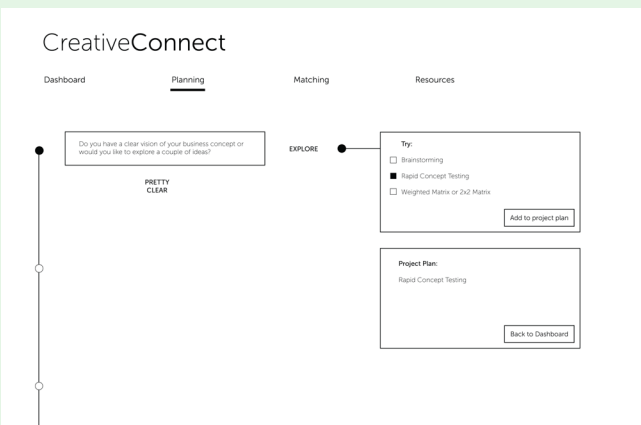 CreativeConnect
Dashboard
Planning
Matching
Resources
Do you have a clear vision of your business concept or
would you like to explore a couple of ideas?
PRETTY
CLEAR
EXPLORE
Try:
Brainstorming
Rapid Concept Testing
Weighted Matrix or 2x2 Matrix
Add to project plan
Project Plan:
Rapid Concept Testing
Back to Dashboard